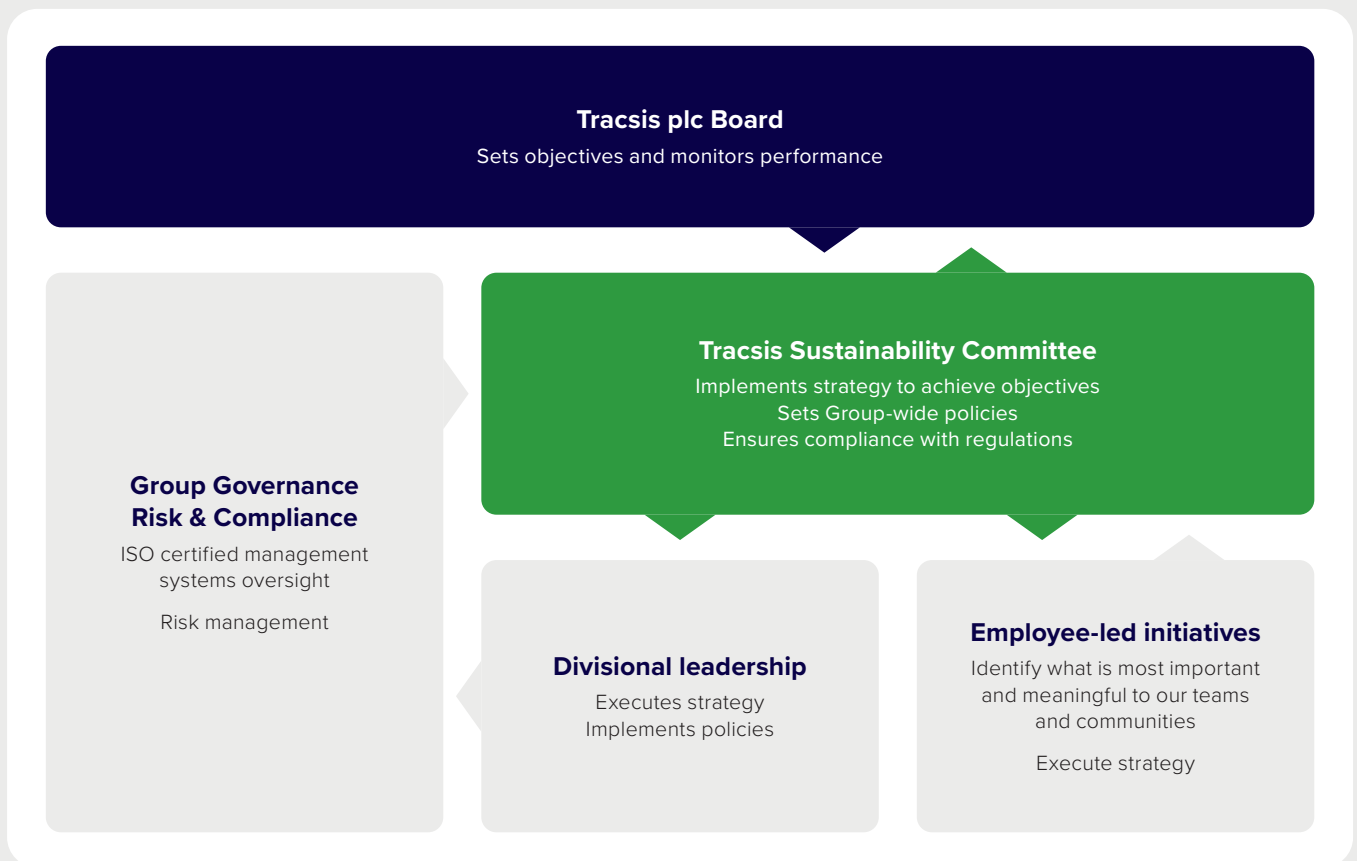 Tracsis plc Board
Sets objectives and monitors performance
Tracsis Sustainability Committee
Implements strategy to achieve objectives
Sets Group-wide policies
Ensures compliance with regulations
Group Governance
Risk & Compliance
ISO certified management
systems oversight
Risk management
Divisional leadership
Executes strategy
Implements policies
Employee-led initiatives
Identify what is most important
and meaningful to our teams
and communities
Execute strategy